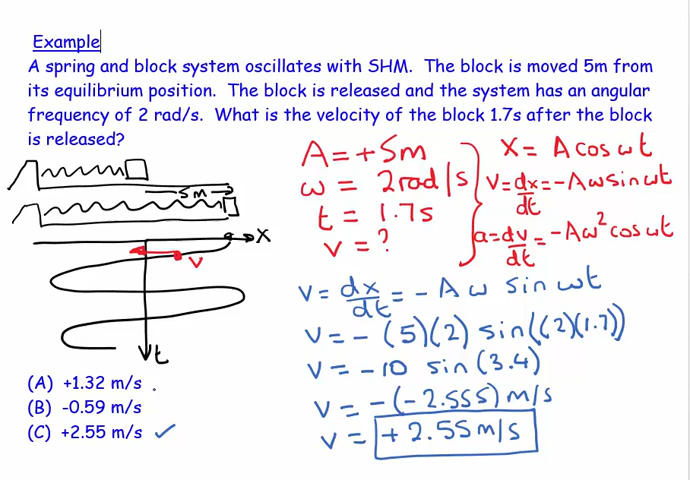 Example
A spring and block system oscillates with SHM. The block is moved 5m from
its equilibrium position. The block is released and the system has an angular
frequency of 2 rad/s. What is the velocity of the block 1.7s after the block
is released?
5m
x
v
t
A = +5m
ω = 2rad/s
t = 1.7s
v = ?
x = A cos ωt
v = dx/dt = -Aω sin ωt
a = dv/dt = -Aω² cos ωt
v = dx/dt = - A ω sin ωt
v = - (5)(2) sin((2)(1.7))
v = -10 sin (3.4)
v = -(-2.555) m/s
v = +2.55 m/s
(A) +1.32 m/s
(B) -0.59 m/s
(C) +2.55 m/s ✓